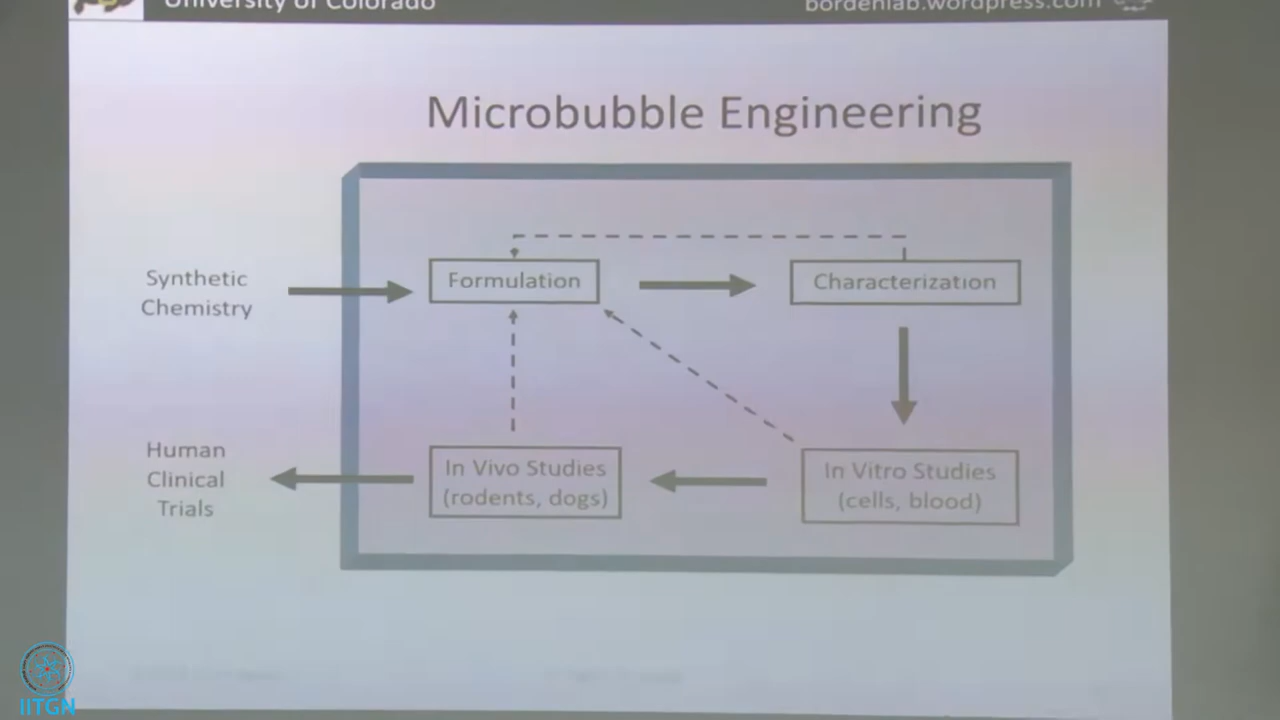 University of Colorado
bordenlab.wordpress.com
Microbubble Engineering
Synthetic
Chemistry
Formulation
Characterization
Human
Clinical
Trials
In Vivo Studies
(rodents, dogs)
In Vitro Studies
(cells, blood)
IITGN